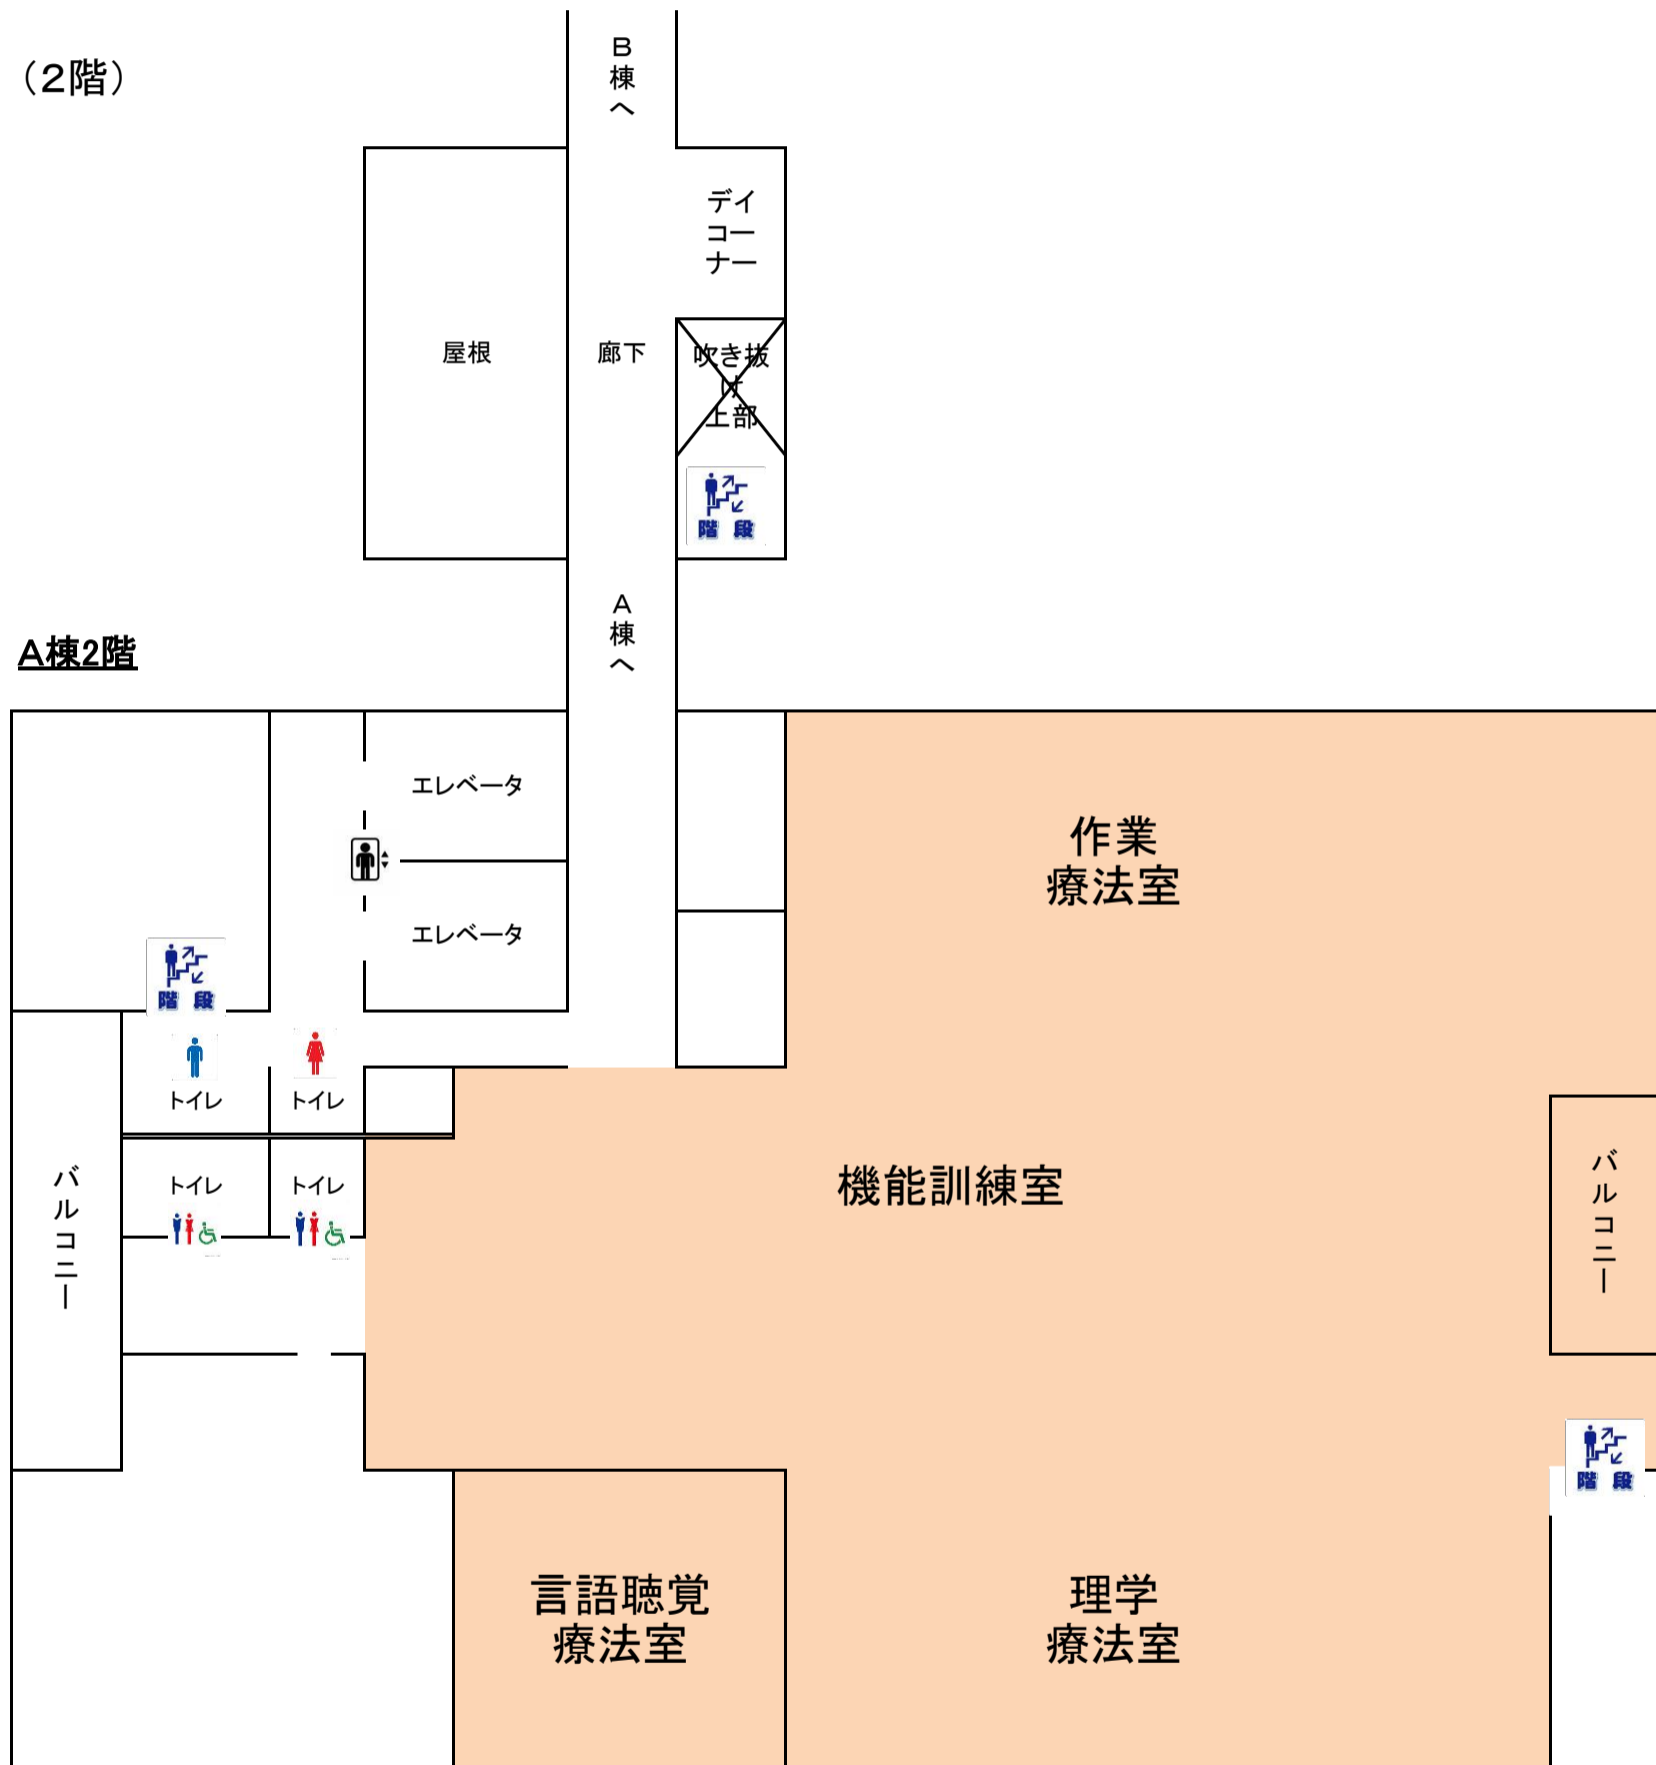 （2階）
B棟へ
デイ
コー
ナー
屋根
廊下
吹き抜
け
上部
階 段
A棟へ
A棟2階
エレベータ
エレベータ
作業
療法室
階 段
トイレ
トイレ
トイレ
トイレ
バルコニー
機能訓練室
バルコニー
階 段
言語聴覚
療法室
理学
療法室